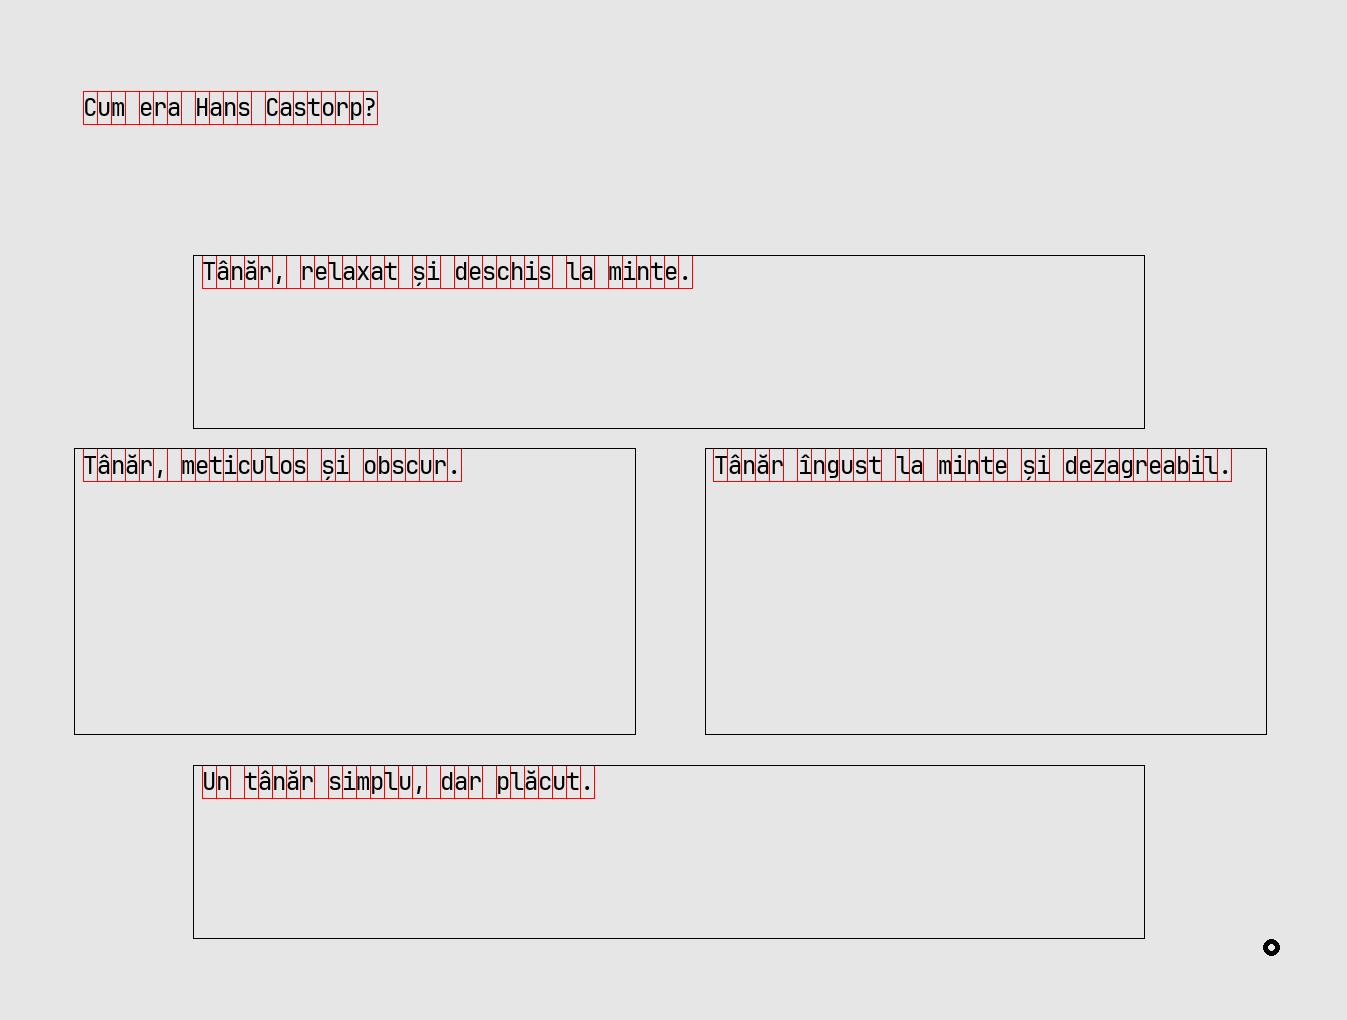 Cum era Hans Castorp?
Tânăr, relaxat și deschis la minte.
Tânăr, meticulos și obscur.
Tânăr îngust la minte și dezagreabil.
Un tânăr simplu, dar plăcut.